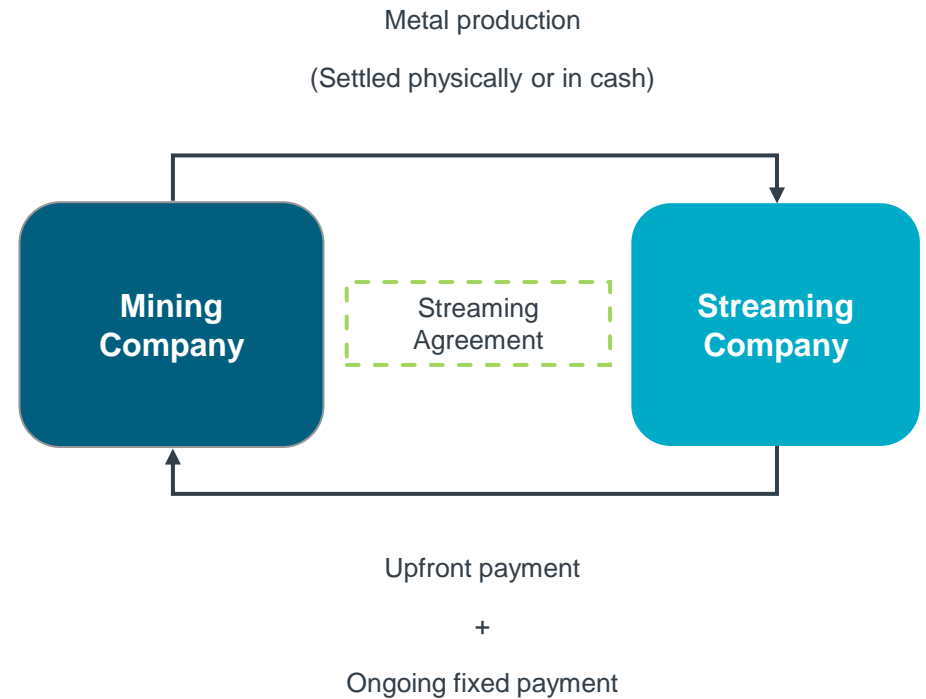 Metal production
(Settled physically or in cash)
Mining
Company
Streaming
Agreement
Streaming
Company
Upfront payment
+
Ongoing fixed payment